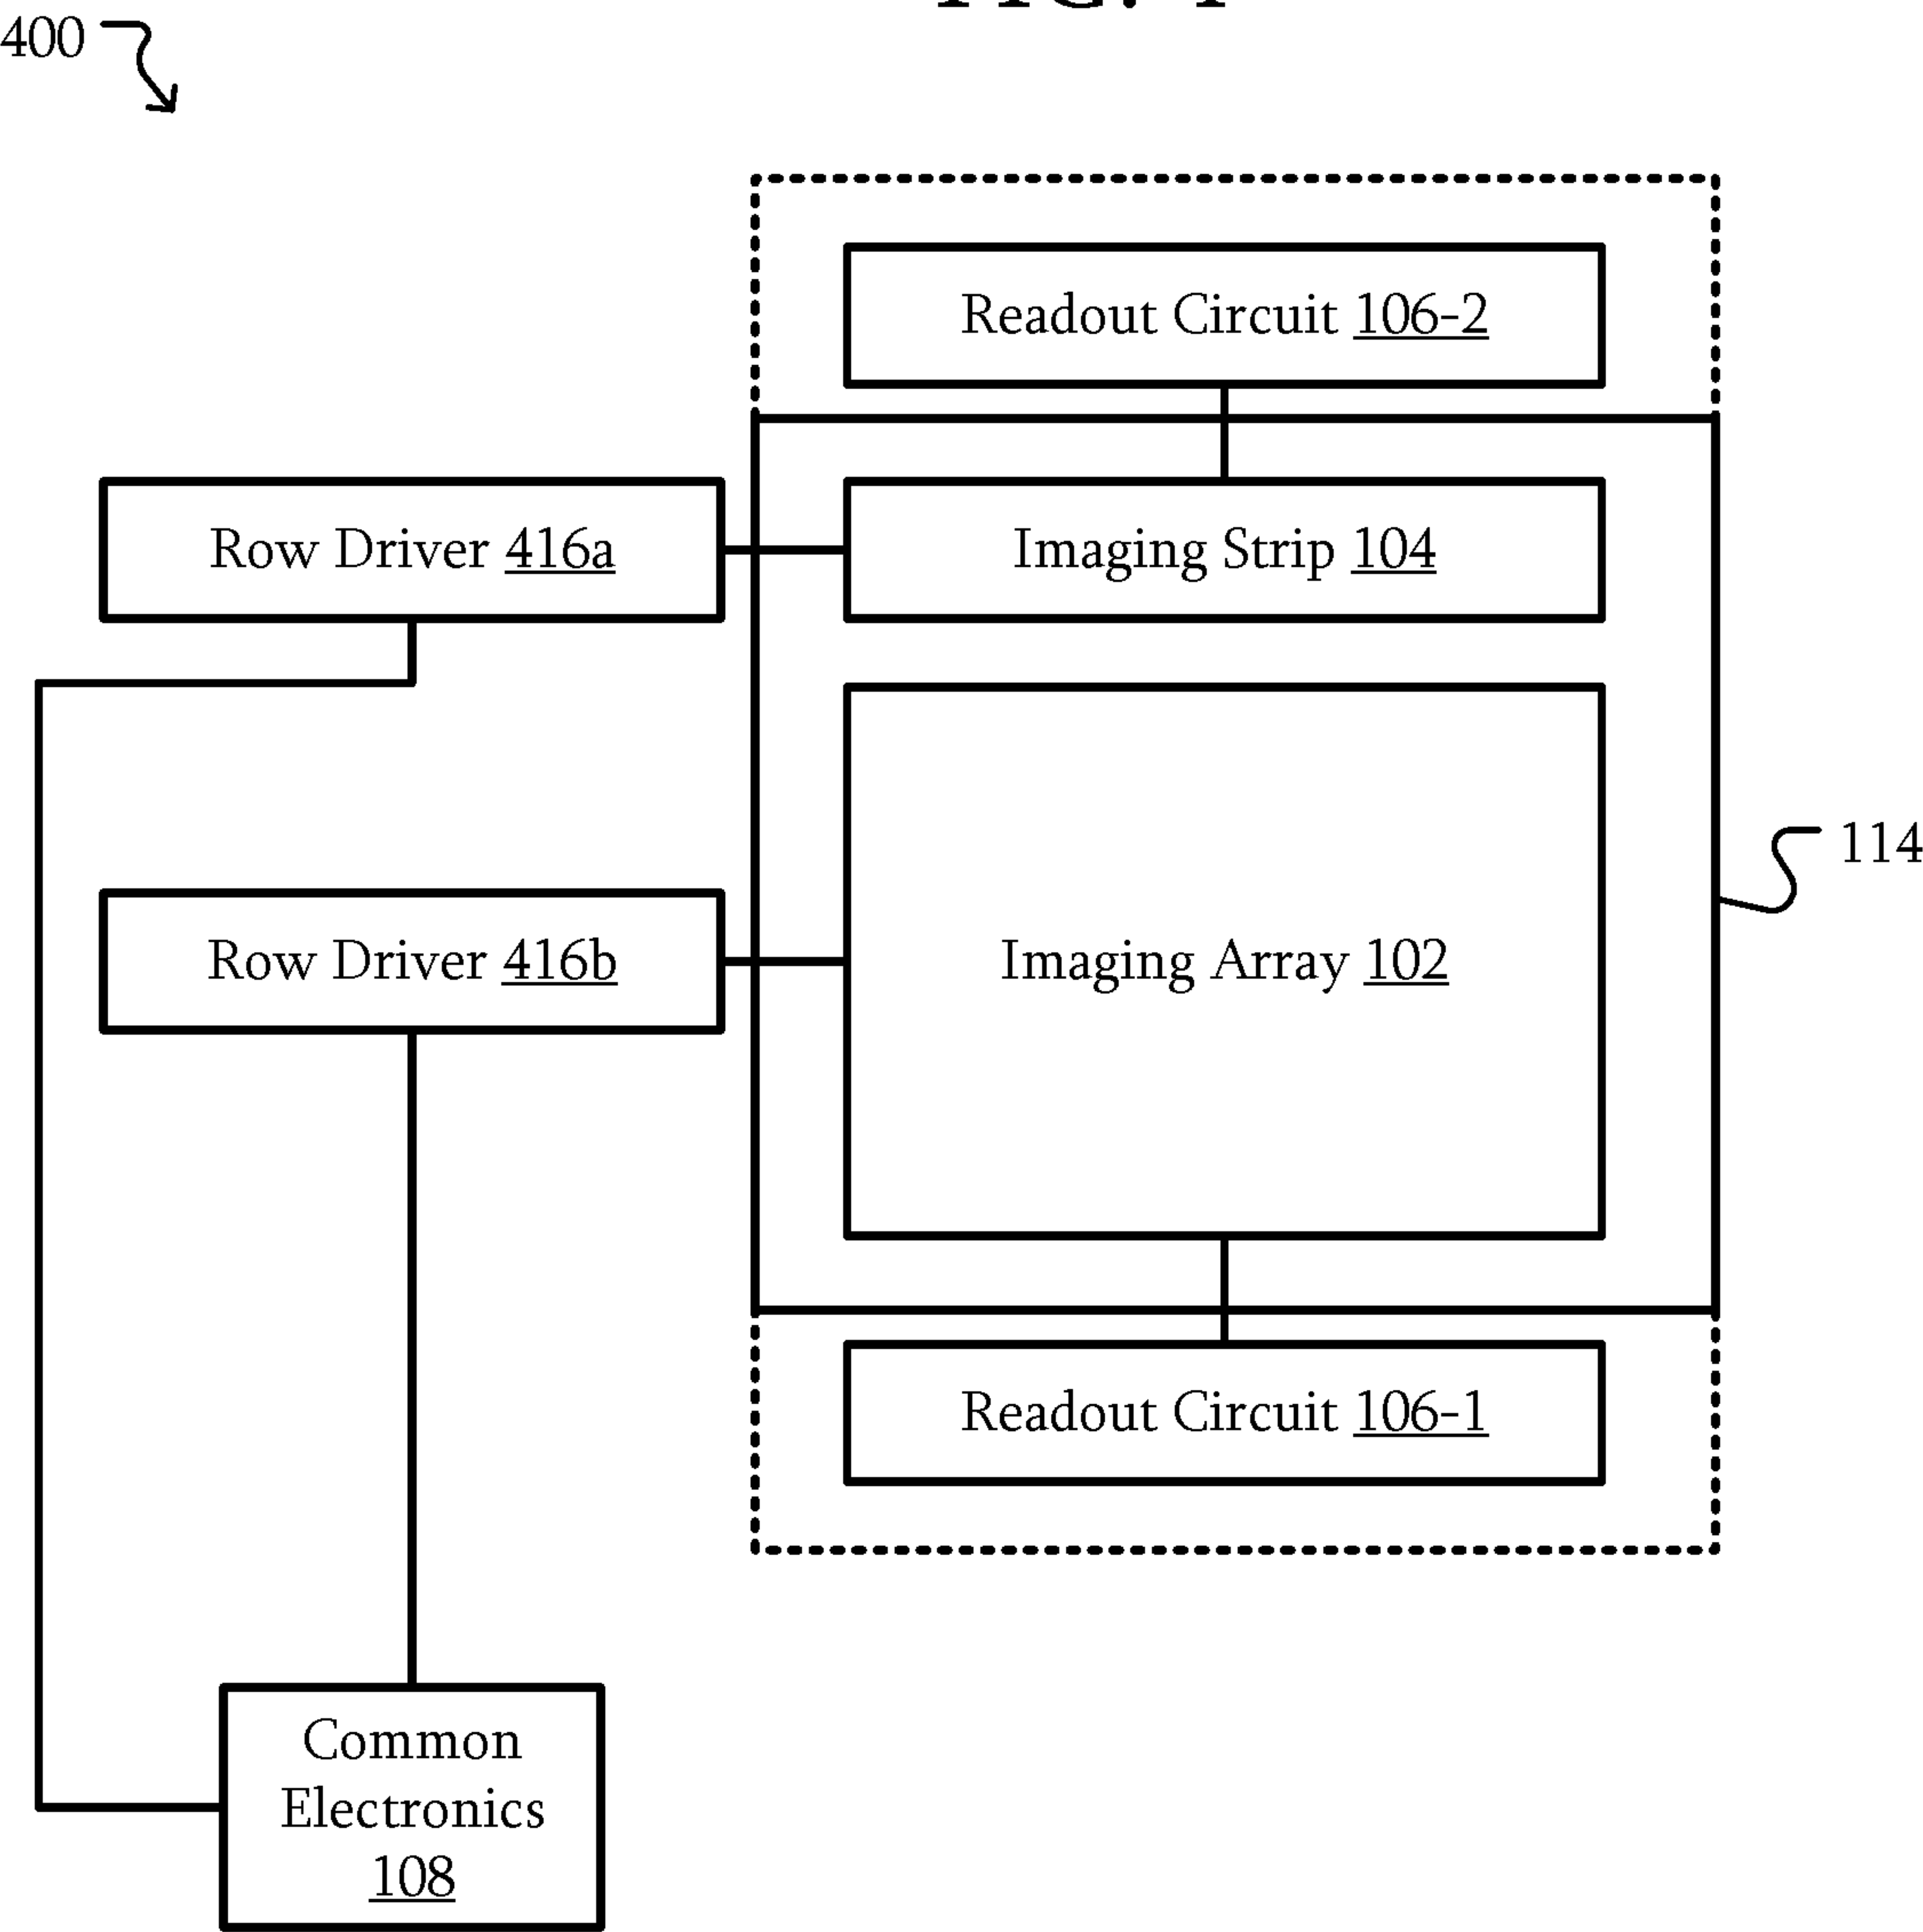 400
Readout Circuit 106-2
Row Driver 416a
Imaging Strip 104
114
Row Driver 416b
Imaging Array 102
Readout Circuit 106-1
Common
Electronics
108